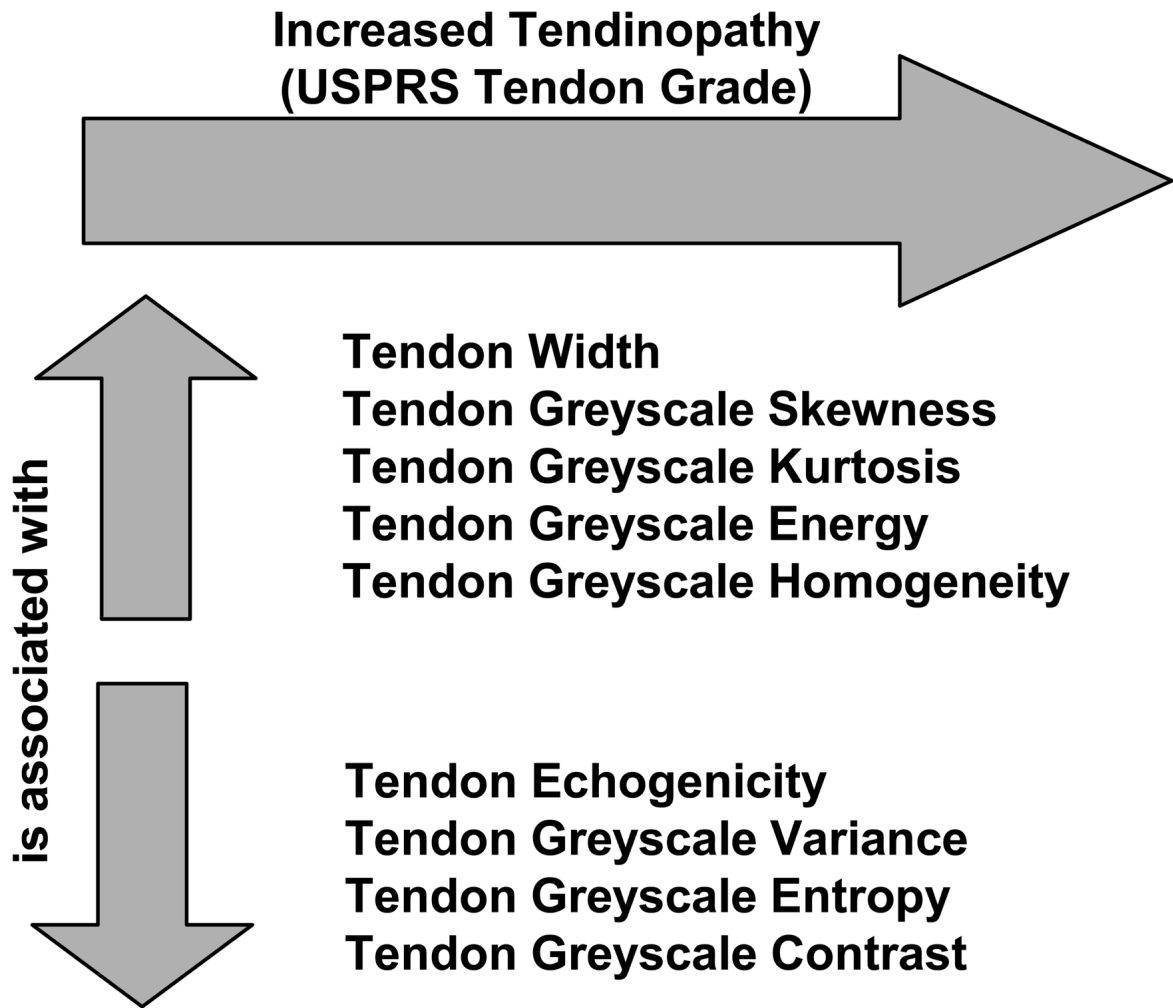 Increased Tendinopathy
(USPRS Tendon Grade)
is associated with
Tendon Width
Tendon Greyscale Skewness
Tendon Greyscale Kurtosis
Tendon Greyscale Energy
Tendon Greyscale Homogeneity
Tendon Echogenicity
Tendon Greyscale Variance
Tendon Greyscale Entropy
Tendon Greyscale Contrast